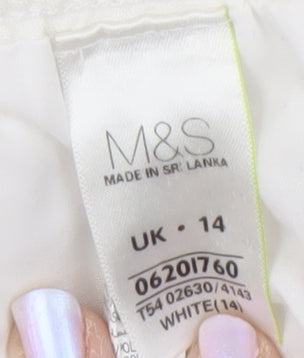 M&S
MADE IN SRI LANKA
UK • 14
06201760
T54 02630/4143
WHITE(14)